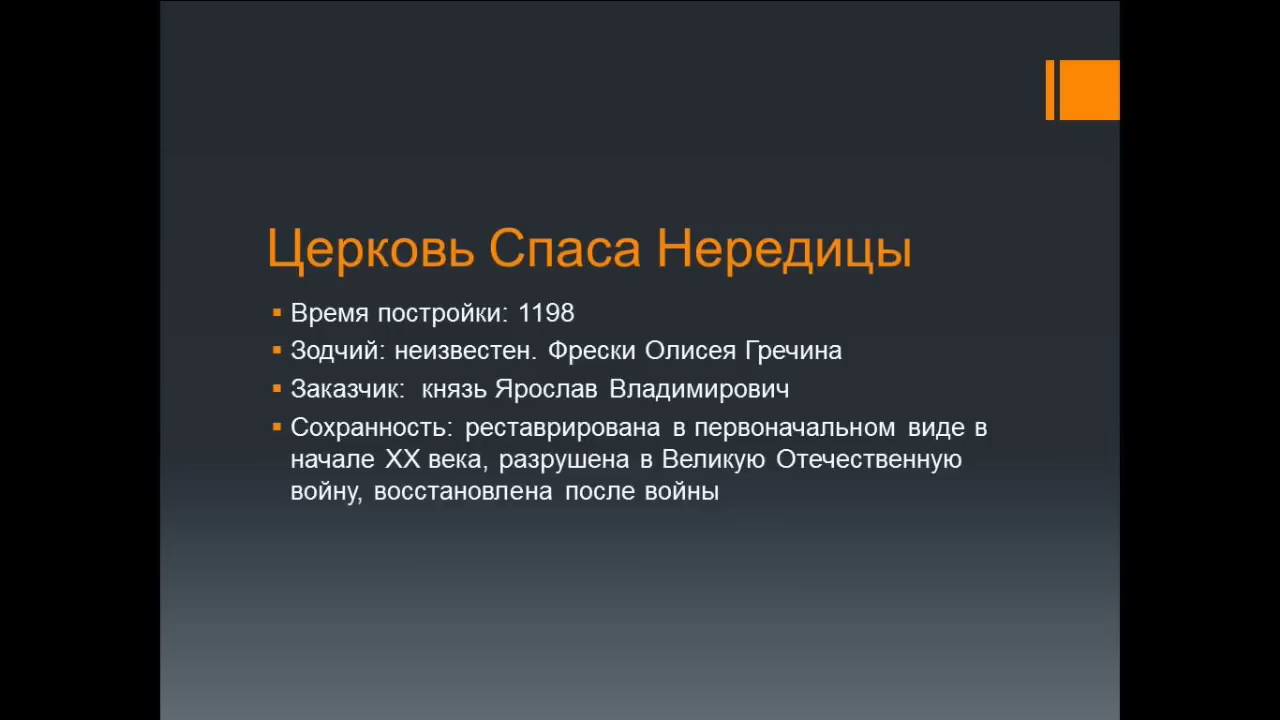 Церковь Спаса Нередицы
Время постройки: 1198
Зодчий: неизвестен. Фрески Олисея Гречина
Заказчик: князь Ярослав Владимирович
Сохранность: реставрирована в первоначальном виде в
начале XX века, разрушена в Великую Отечественную
войну, восстановлена после войны